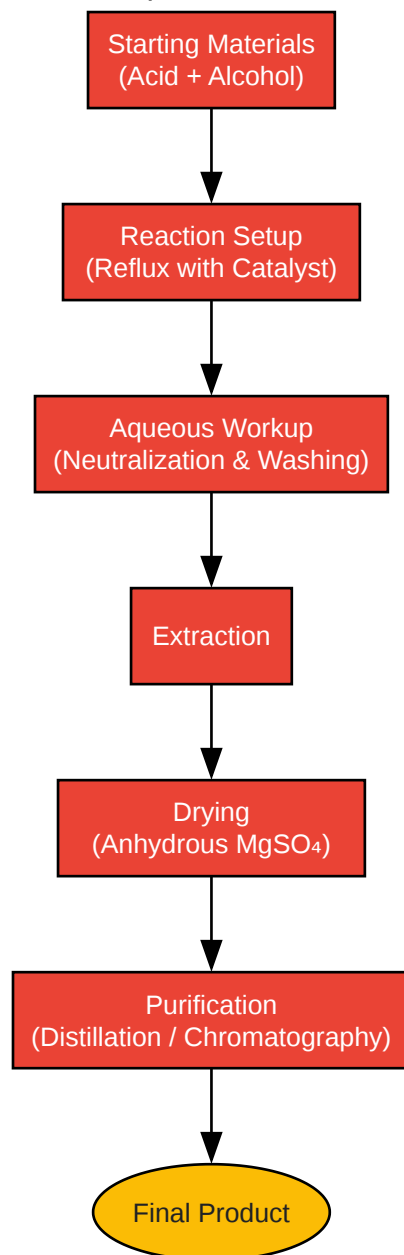 Starting Materials
(Acid + Alcohol)
Reaction Setup
(Reflux with Catalyst)
Aqueous Workup
(Neutralization & Washing)
Extraction
Drying
(Anhydrous MgSO₄)
Purification
(Distillation / Chromatography)
Final Product